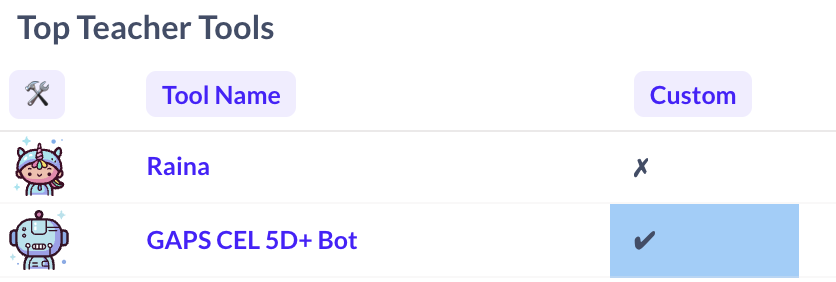 Top Teacher Tools
Tool Name Custom
Raina ✗
GAPS CEL 5D+ Bot ✔